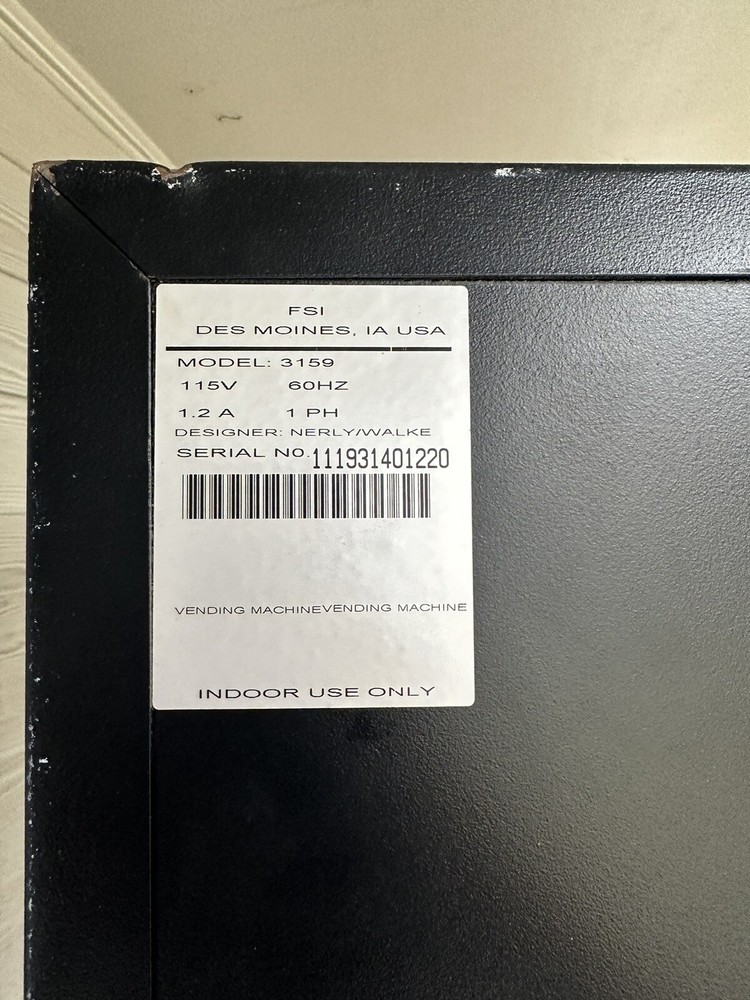 FSI
DES MOINES, IA USA
MODEL: 3159
115V 60HZ
1.2 A 1 PH
DESIGNER: NERLY/WALKE
SERIAL NO. 111931401220
VENDING MACHINEVENDING MACHINE
INDOOR USE ONLY